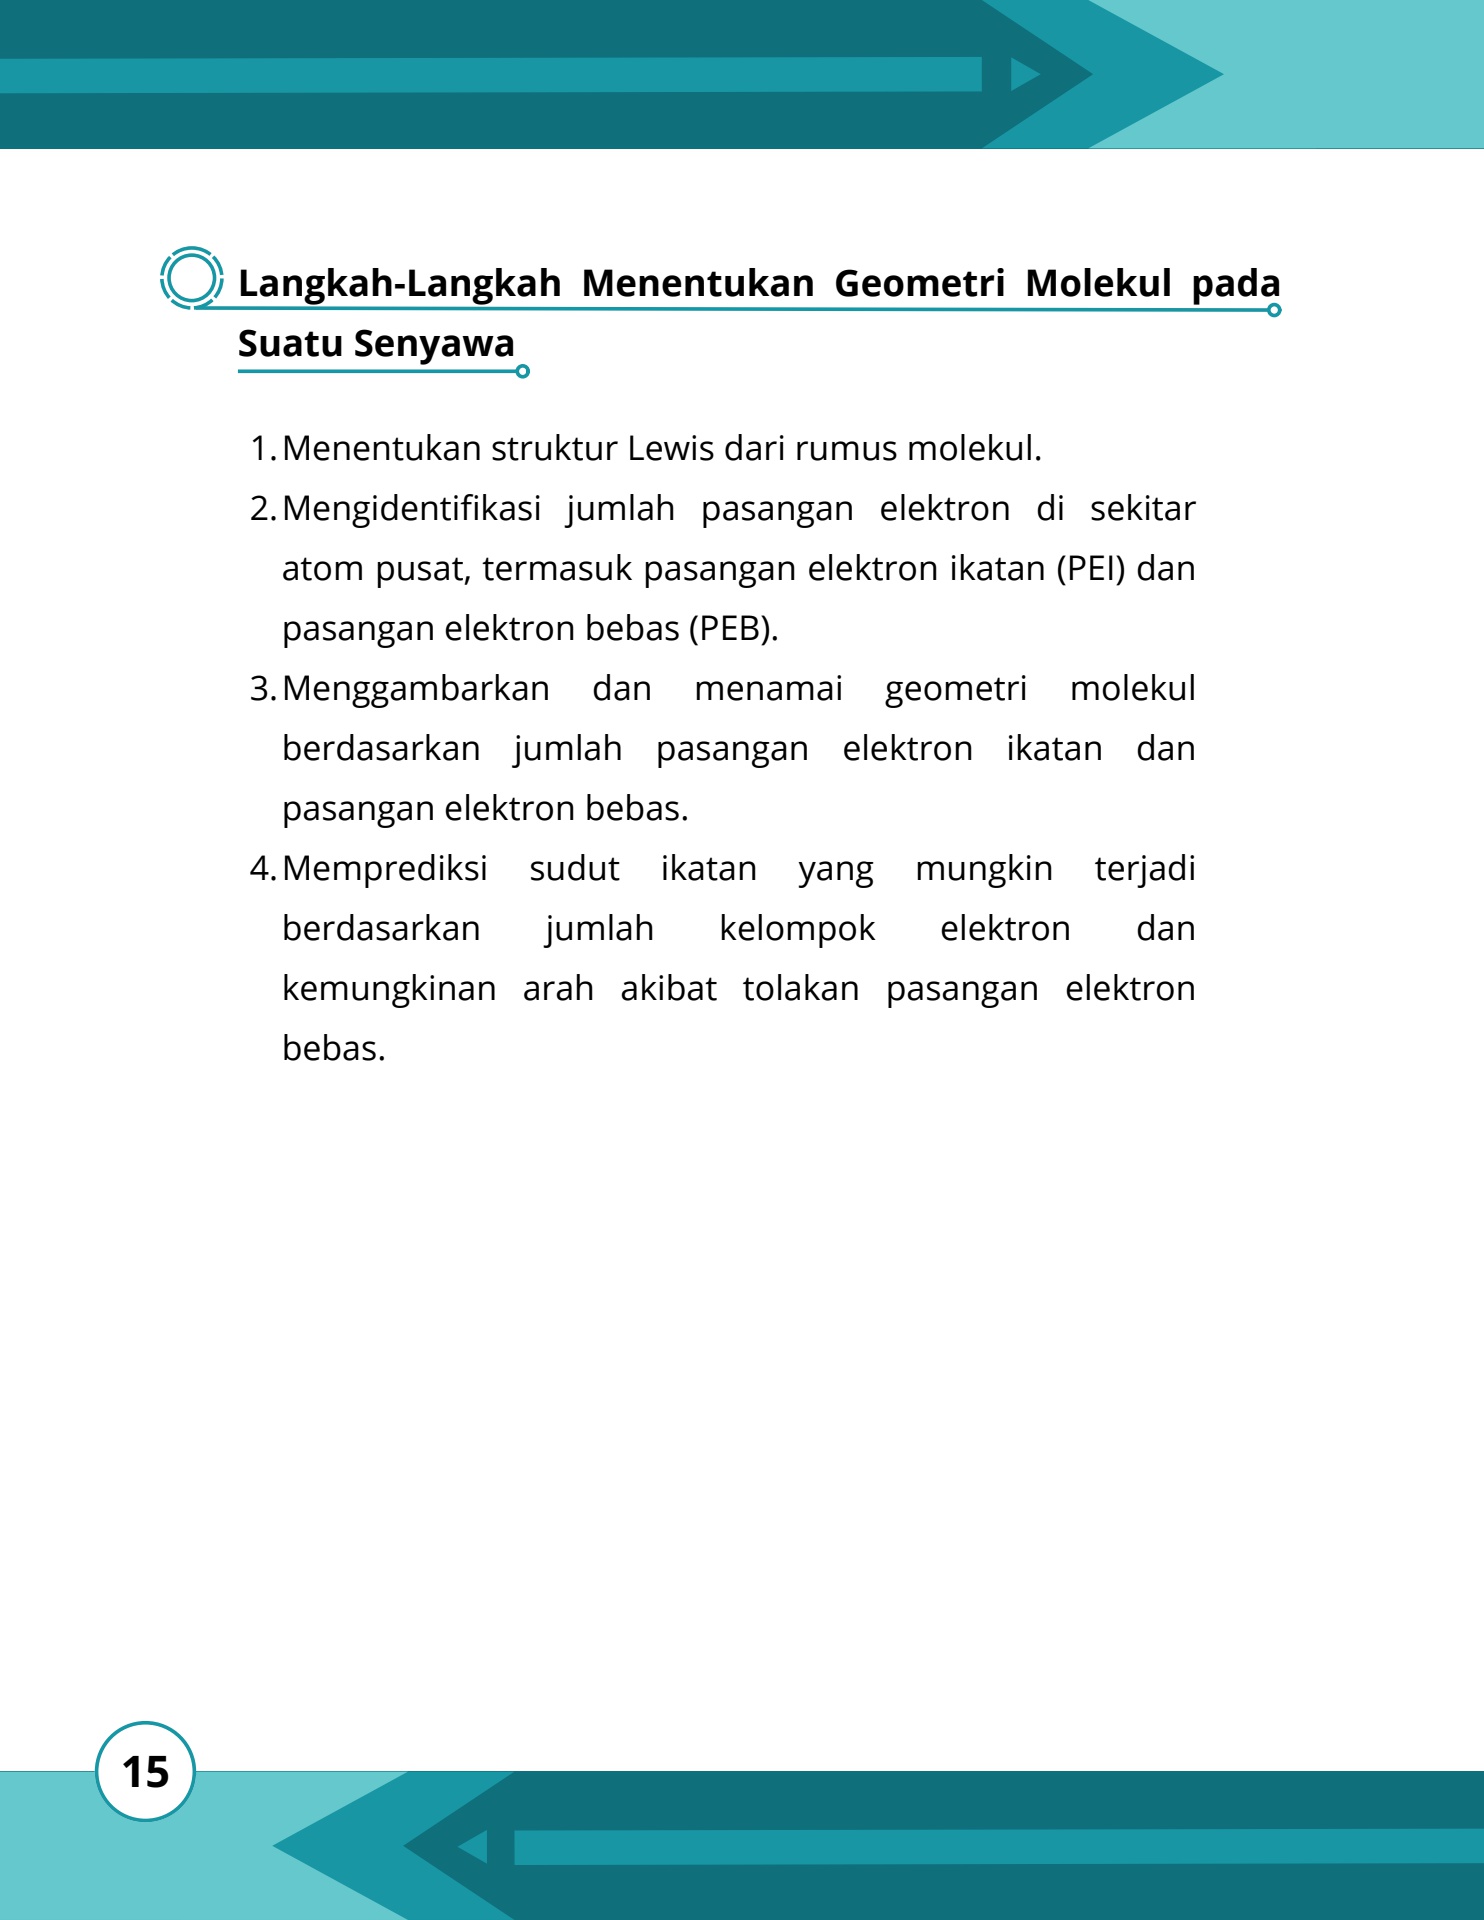 Langkah-Langkah Menentukan Geometri Molekul pada
Suatu Senyawa
1. Menentukan struktur Lewis dari rumus molekul.
2. Mengidentifikasi jumlah pasangan elektron di sekitar
atom pusat, termasuk pasangan elektron ikatan (PEI) dan
pasangan elektron bebas (PEB).
3. Menggambarkan dan menamai geometri molekul
berdasarkan jumlah pasangan elektron ikatan dan
pasangan elektron bebas.
4. Memprediksi sudut ikatan yang mungkin terjadi
berdasarkan jumlah kelompok elektron dan
kemungkinan arah akibat tolakan pasangan elektron
bebas.
15